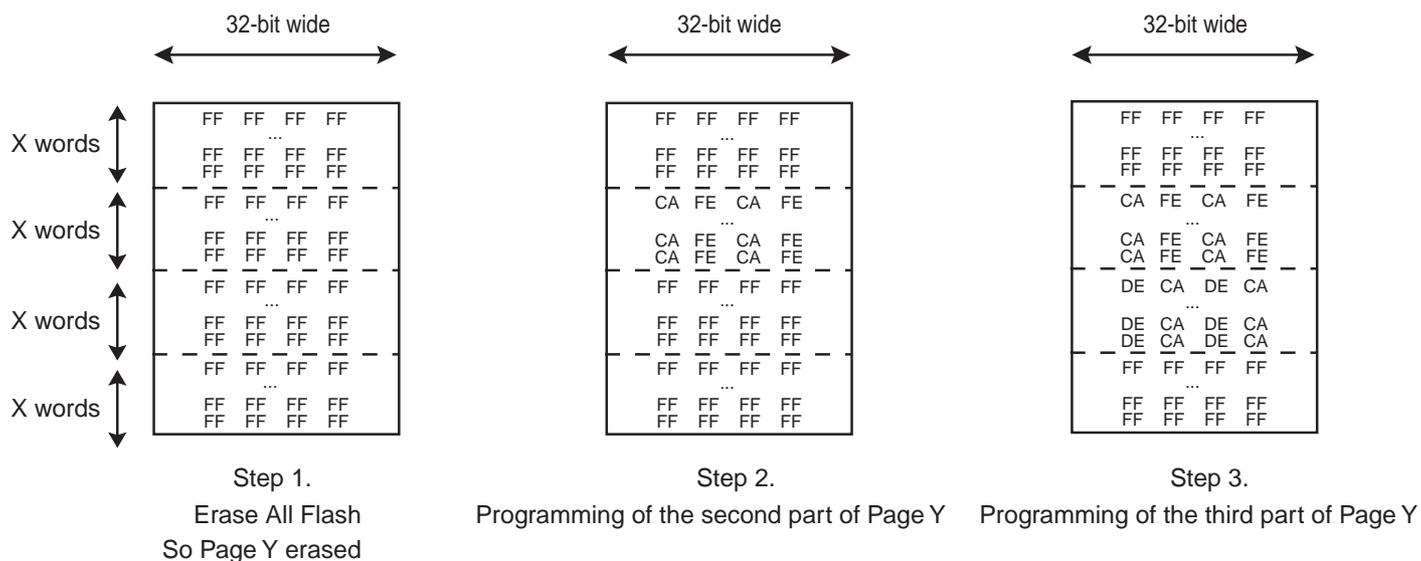 32-bit wide
32-bit wide
32-bit wide
X words
X words
X words
X words
FF FF FF FF
...
FF FF FF FF
FF FF FF FF
FF FF FF FF
...
FF FF FF FF
FF FF FF FF
FF FF FF FF
...
FF FF FF FF
FF FF FF FF
FF FF FF FF
...
FF FF FF FF
FF FF FF FF
Step 1.
Erase All Flash
So Page Y erased
FF FF FF FF
...
FF FF FF FF
FF FF FF FF
CA FE CA FE
...
CA FE CA FE
CA FE CA FE
FF FF FF FF
...
FF FF FF FF
FF FF FF FF
FF FF FF FF
...
FF FF FF FF
FF FF FF FF
Step 2.
Programming of the second part of Page Y
FF FF FF FF
...
FF FF FF FF
FF FF FF FF
CA FE CA FE
...
CA FE CA FE
CA FE CA FE
DE CA DE CA
...
DE CA DE CA
DE CA DE CA
FF FF FF FF
...
FF FF FF FF
FF FF FF FF
Step 3.
Programming of the third part of Page Y